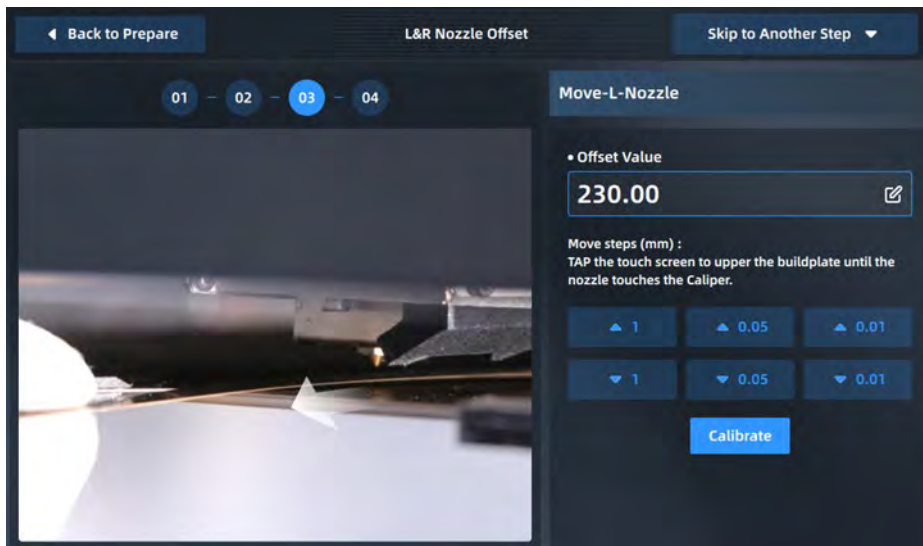 Back to Prepare
L&R Nozzle Offset
Skip to Another Step
01 - 02 - 03 - 04
Move-L-Nozzle
• Offset Value
230.00
Move steps (mm) :
TAP the touch screen to upper the buildplate until the
nozzle touches the Caliper.
1 0.05 0.01
1 0.05 0.01
Calibrate